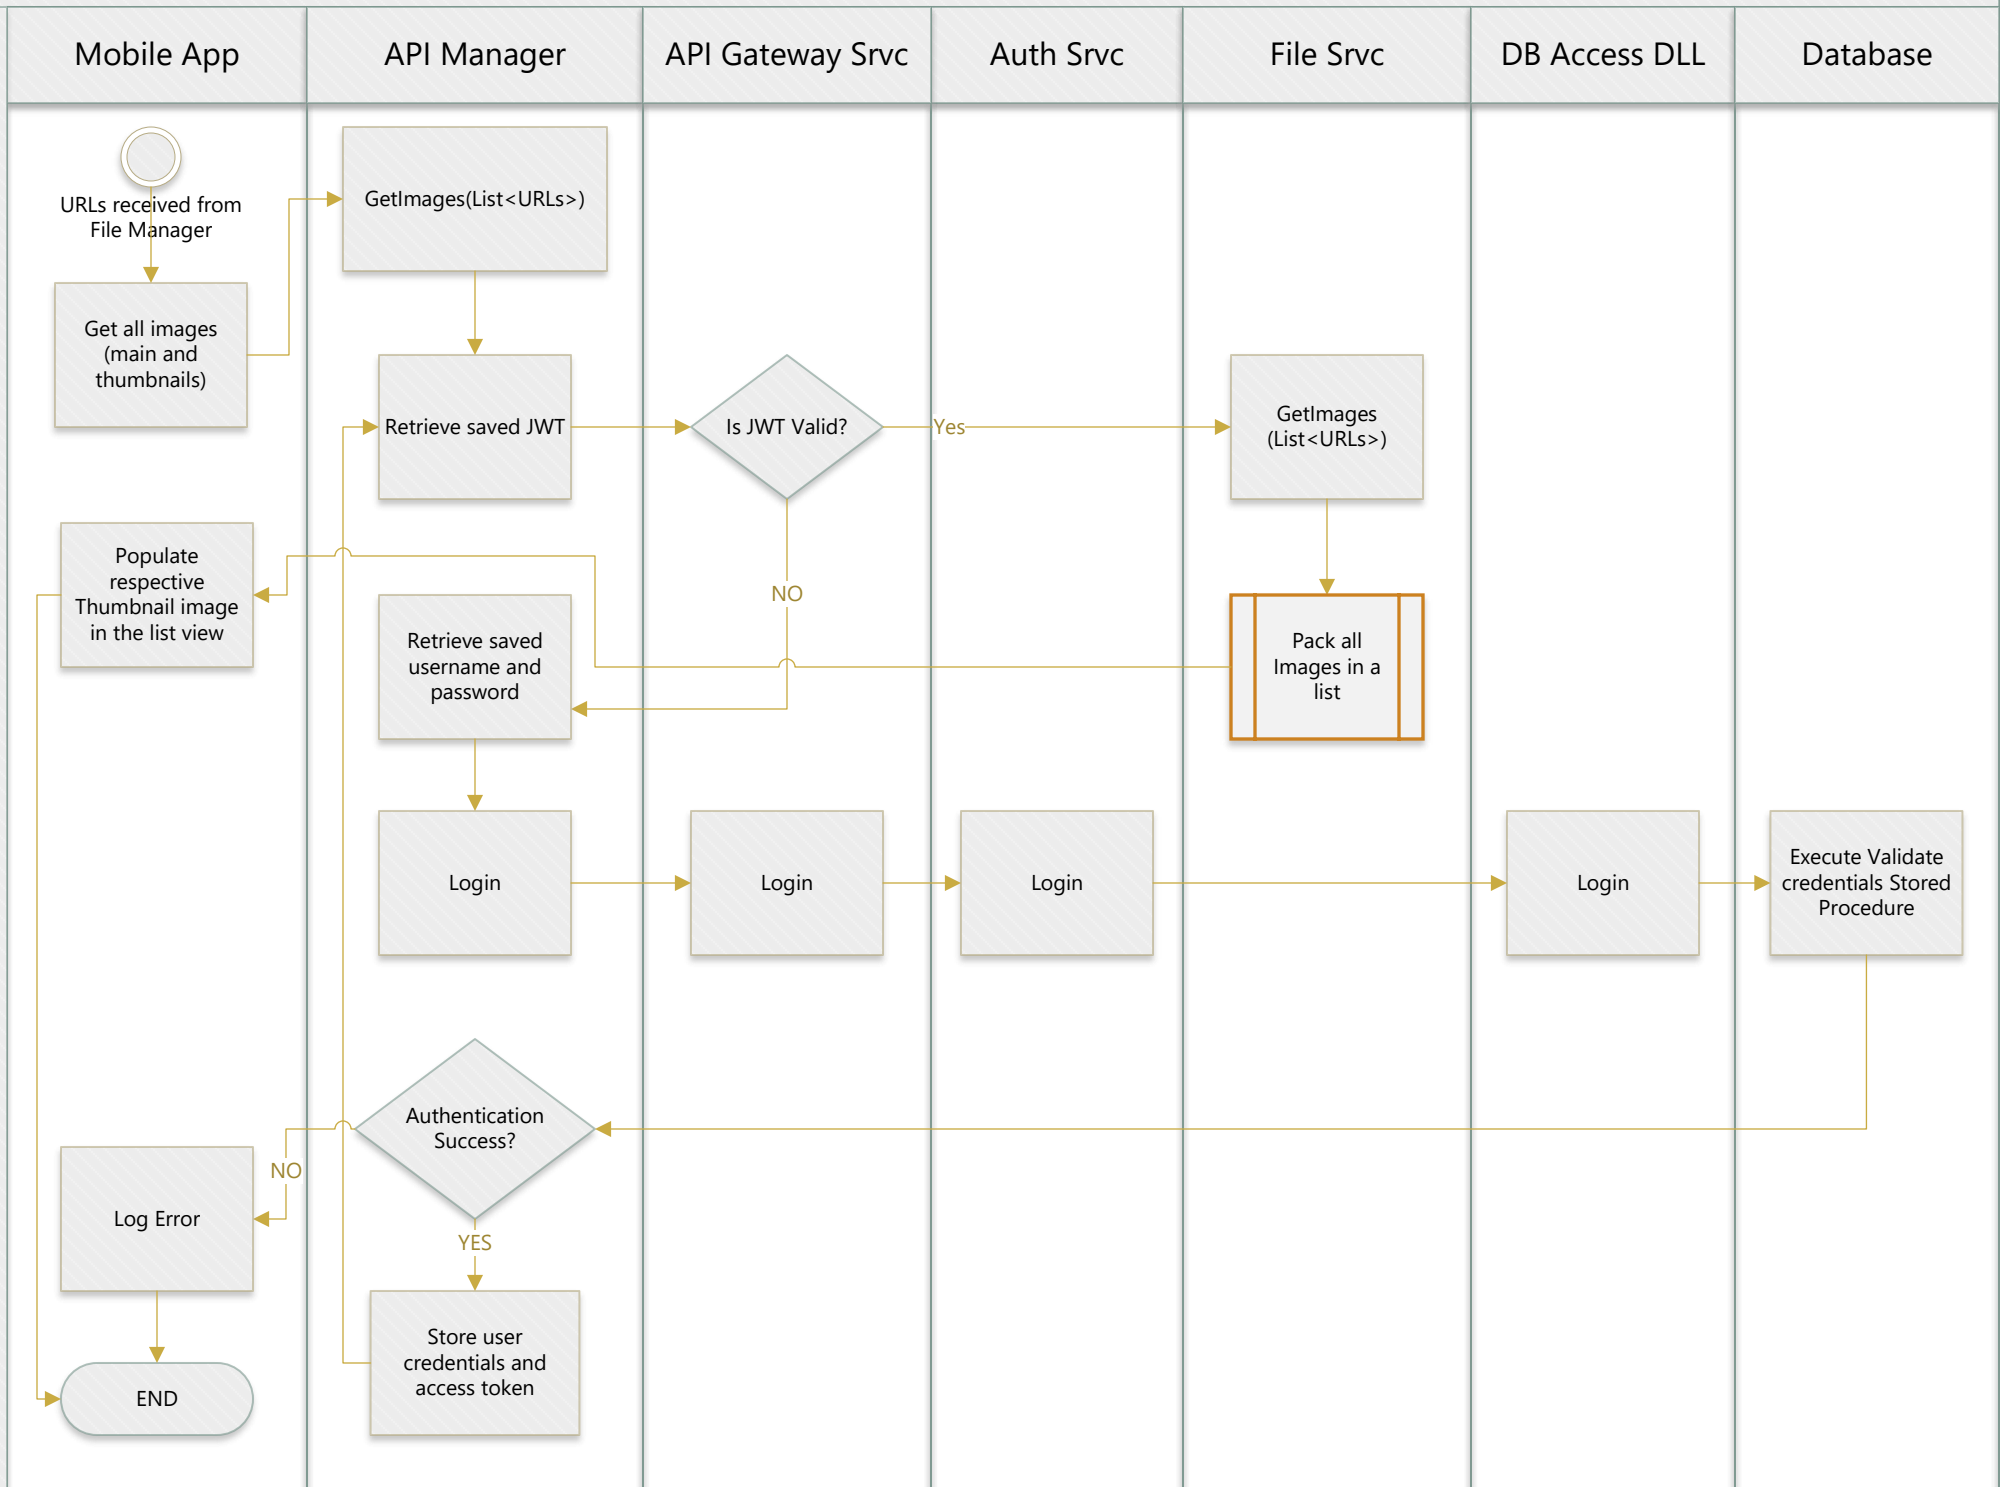 Mobile App
API Manager
API Gateway Srvc
Auth Srvc
File Srvc
DB Access DLL
Database
URLs received from
File Manager
GetImages(List<URLs>)
Get all images
(main and
thumbnails)
Retrieve saved JWT
Is JWT Valid?
Yes
GetImages
(List<URLs>)
Populate
respective
Thumbnail image
in the list view
NO
Retrieve saved
username and
password
Pack all
Images in a
list
Login
Login
Login
Login
Execute Validate
credentials Stored
Procedure
Authentication
Success?
NO
Log Error
YES
Store user
credentials and
access token
END